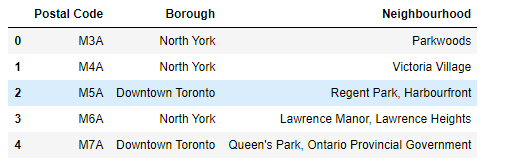 Postal Code Borough Neighbourhood
0 M3A North York Parkwoods
1 M4A North York Victoria Village
2 M5A Downtown Toronto Regent Park, Harbourfront
3 M6A North York Lawrence Manor, Lawrence Heights
4 M7A Downtown Toronto Queen's Park, Ontario Provincial Government